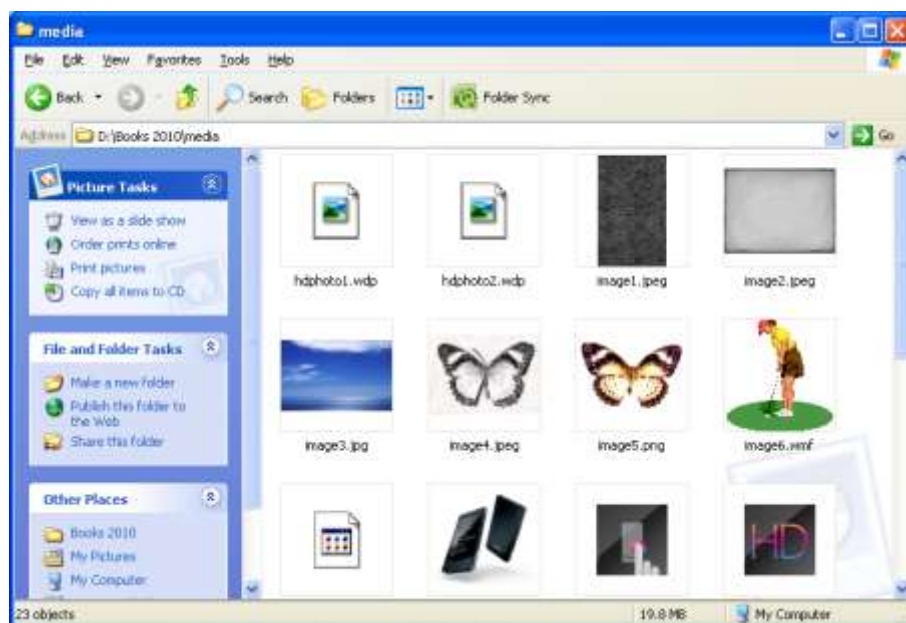 media
File Edit View Favorites Tools Help
Back Search Folders Folder Sync
Address D:\Books 2010\media Go
Picture Tasks
View as a slide show
Order prints online
Print pictures
Copy all items to CD
File and Folder Tasks
Make a new folder
Publish this folder to
the Web
Share this folder
Other Places
Books 2010
My Pictures
My Computer
hdphoto1.wdp hdphoto2.wdp image1.jpeg image2.jpeg
image3.jpg image4.jpeg image5.png image6.wmf
HD
23 objects 19.8 MB My Computer